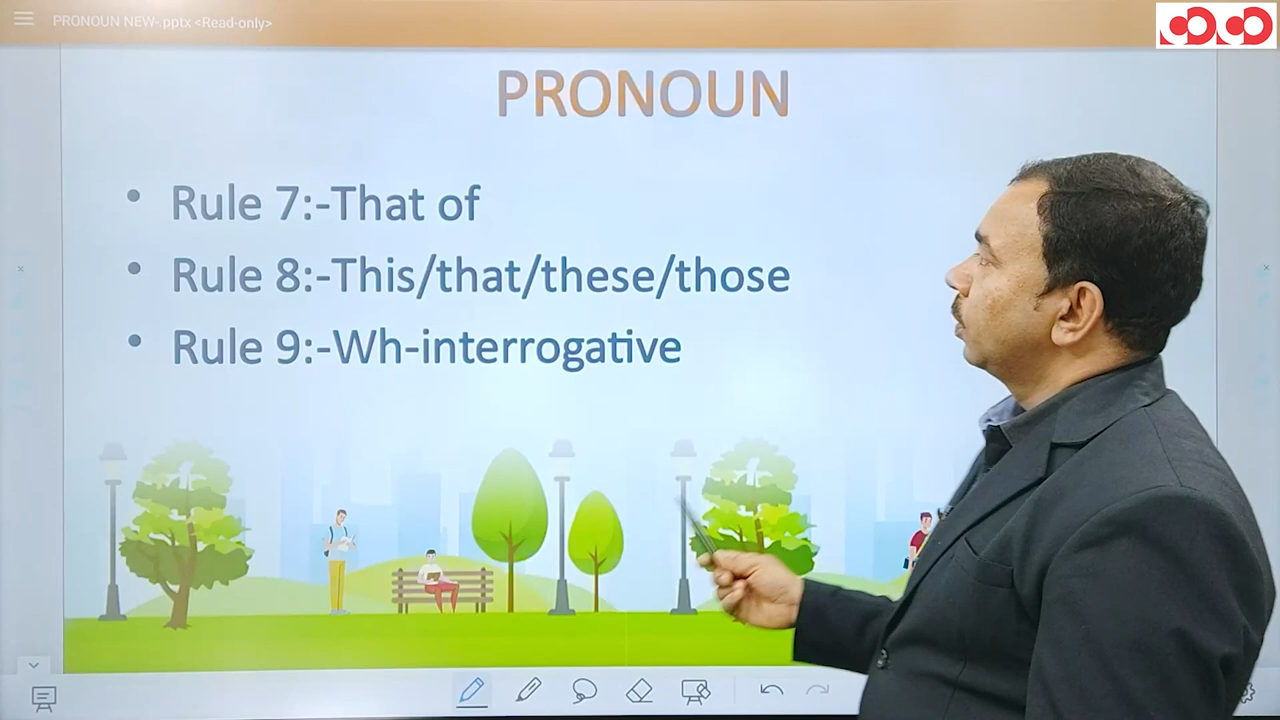 PRONOUN NEW-.pptx <Read-only>
PRONOUN
• Rule 7:-That of
• Rule 8:-This/that/these/those
• Rule 9:-Wh-interrogative